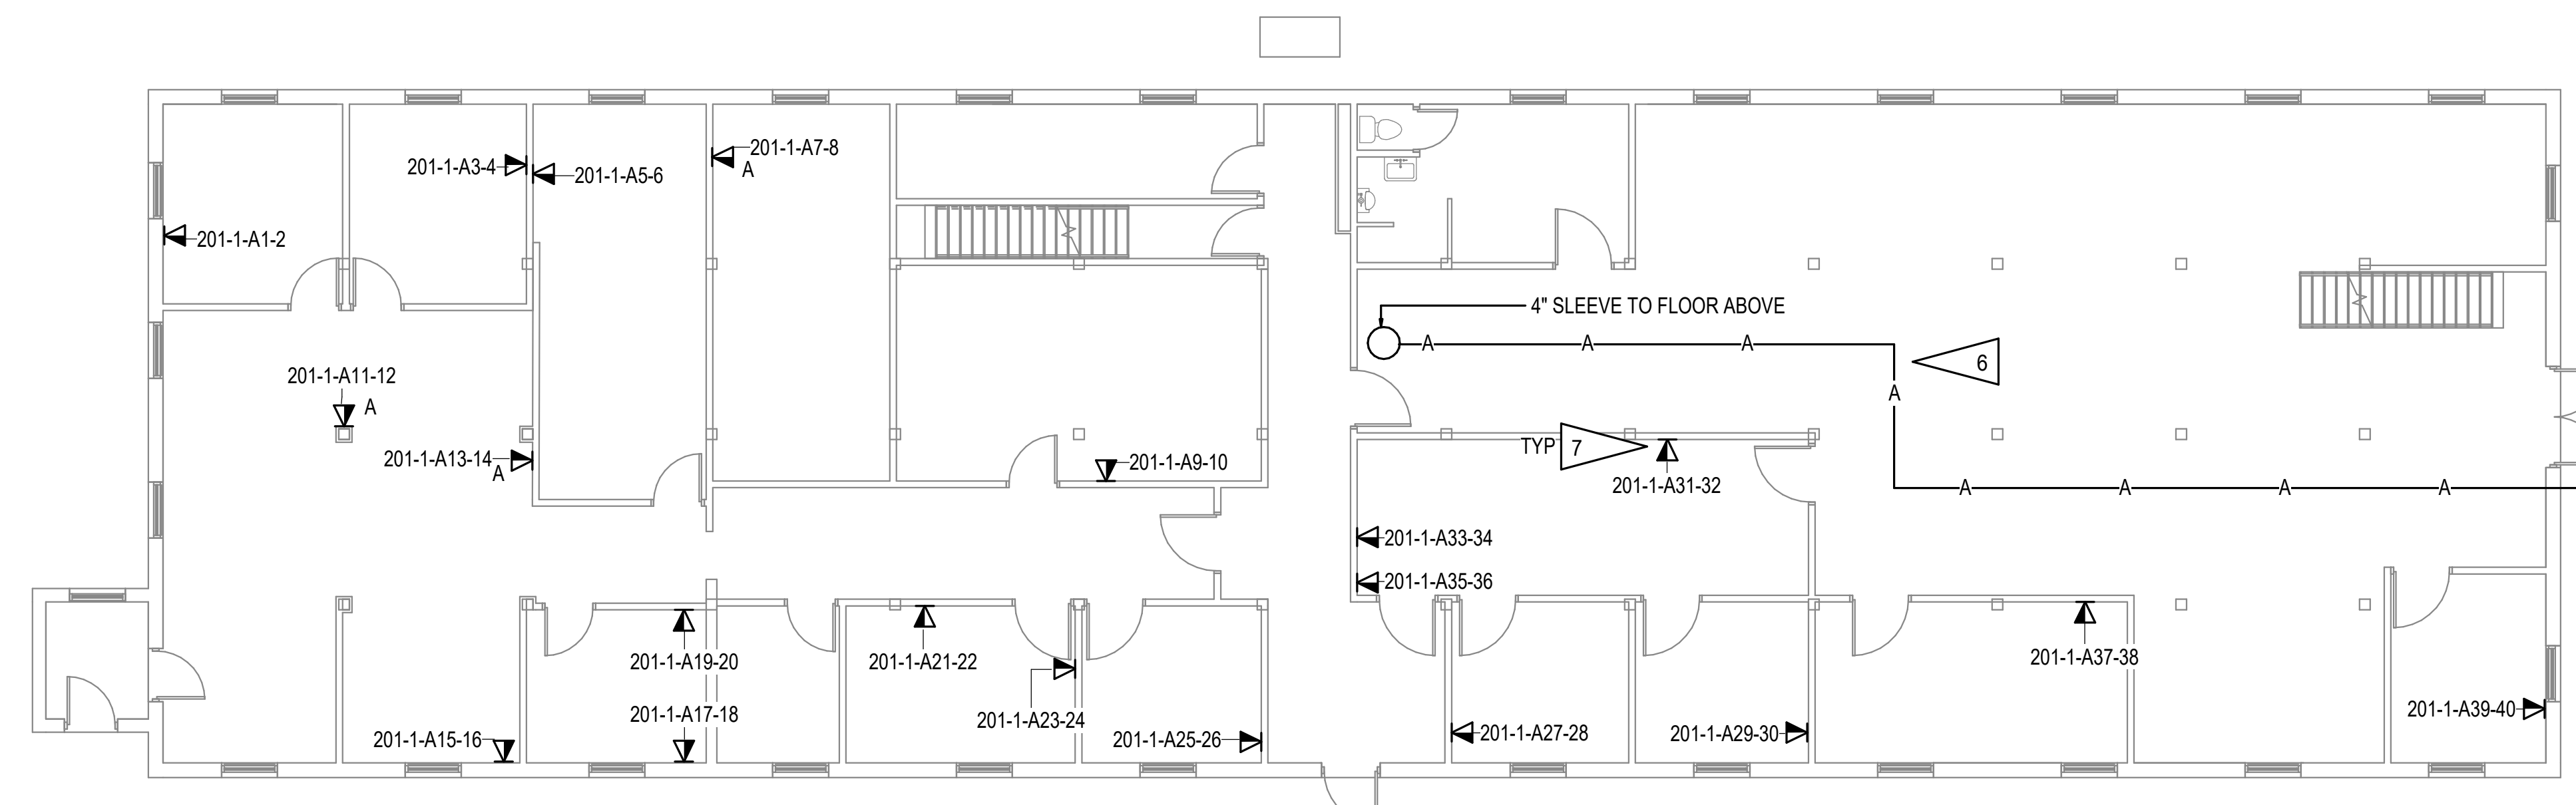 201-1-A7-8
A
201-1-A3-4
201-1-A5-6
201-1-A1-2
4" SLEEVE TO FLOOR ABOVE
A
A
A
6
201-1-A11-12
A
A
TYP
7
201-1-A13-14
A
201-1-A9-10
201-1-A31-32
A
A
A
A
201-1-A33-34
201-1-A35-36
201-1-A19-20
201-1-A21-22
201-1-A37-38
201-1-A17-18
201-1-A23-24
201-1-A39-40
201-1-A15-16
201-1-A25-26
201-1-A27-28
201-1-A29-30